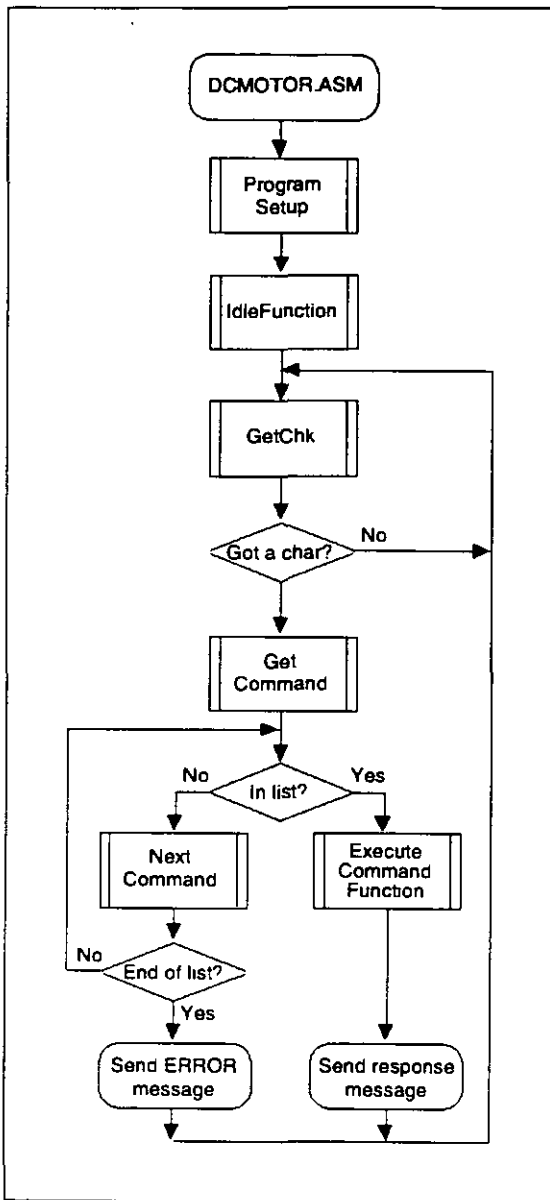 DCMOTOR.ASM
Program
Setup
IdleFunction
GetChk
Got a char?
No
Get
Command
No
Yes
In list?
Next
Command
Execute
Command
Function
No
End of list?
Yes
Send ERROR
message
Send response
message